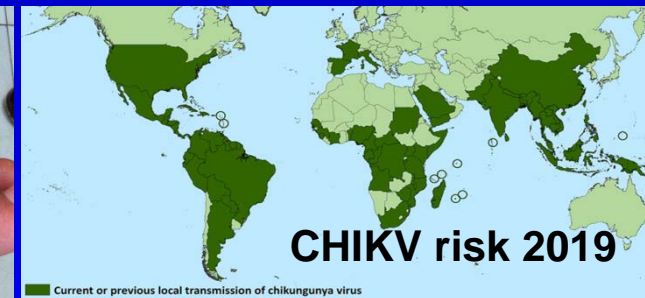 CHIKV risk 2019
Current or previous local transmission of chikungunya virus